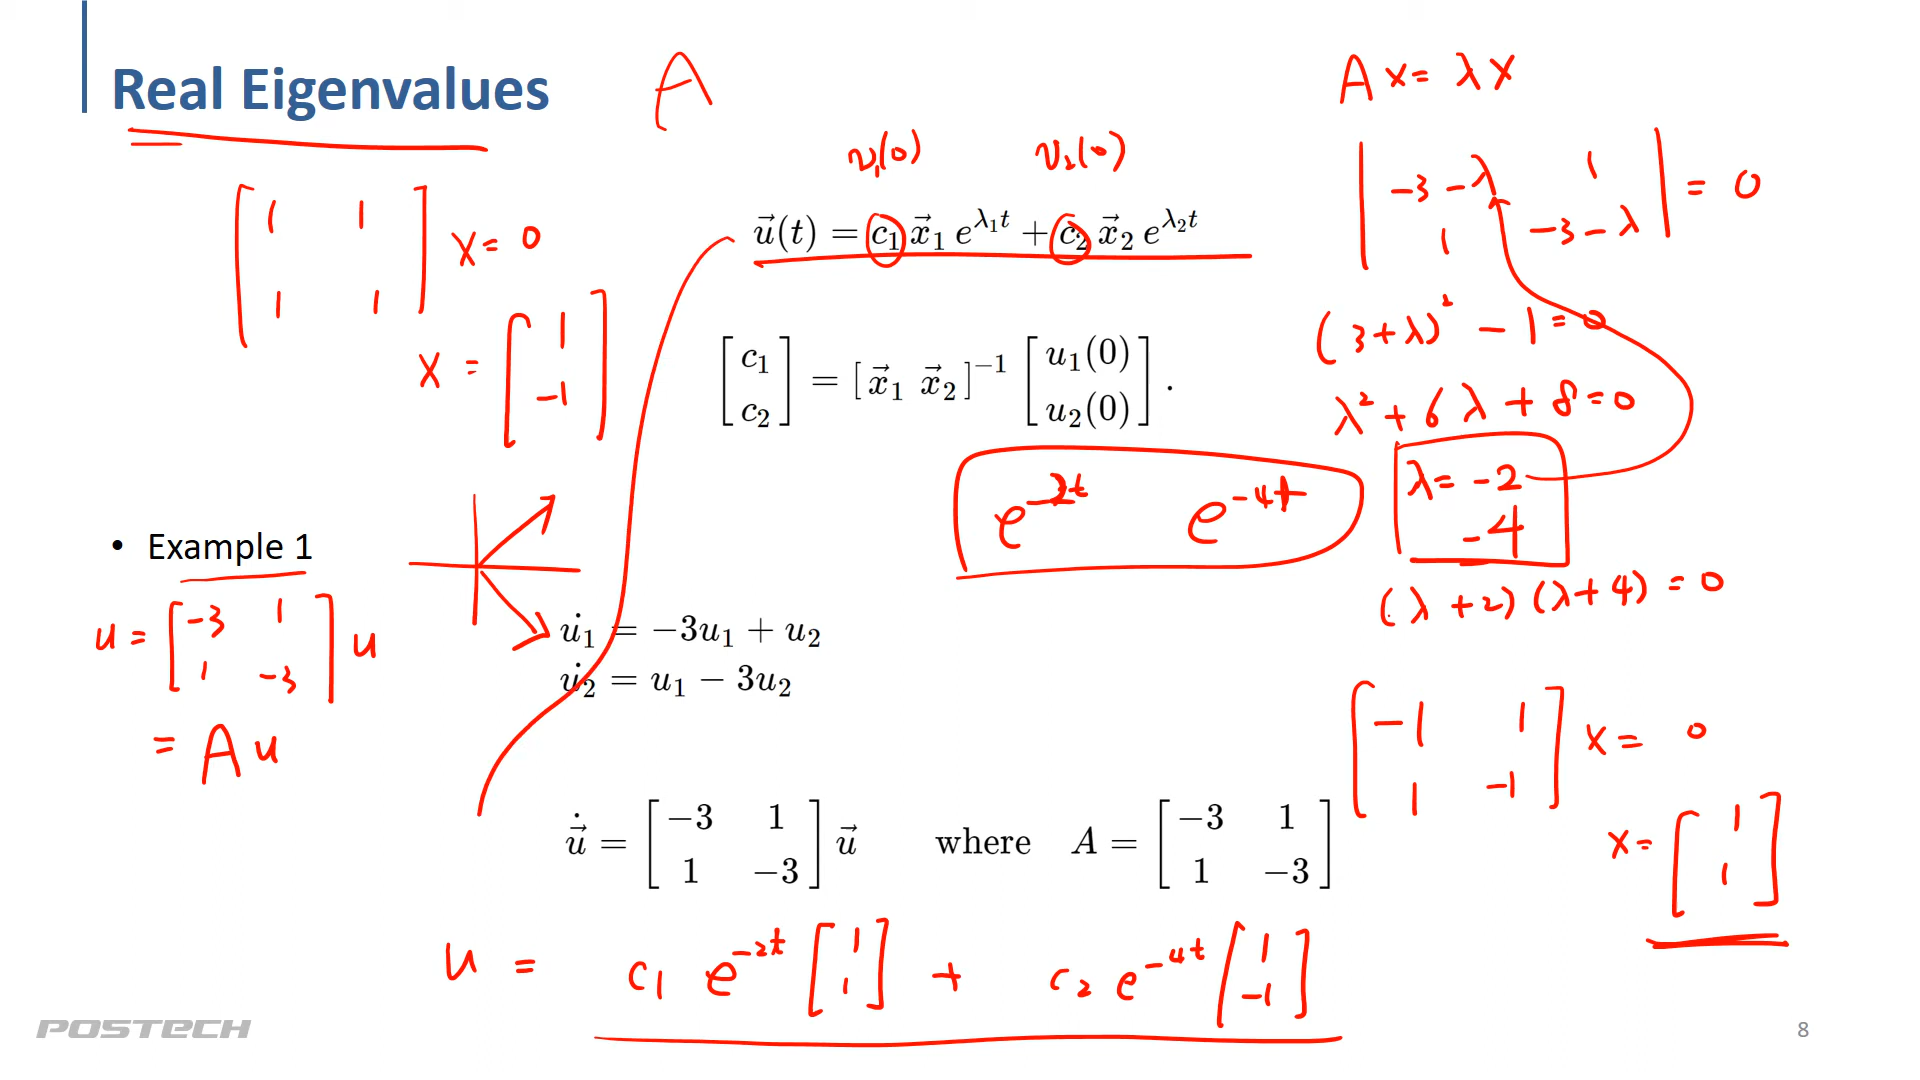 Real Eigenvalues
A
A x = λ x
v₁(0) v₂(0)
| -3 - λ 1 | = 0
| 1 -3 - λ |
[ 1 1 ] x = 0
[ 1 1 ]
u⃗(t) = c₁ x⃗₁ e^{λ₁t} + c₂ x⃗₂ e^{λ₂t}
x = [ 1 ]
[ -1 ]
(3+λ)² - 1 = 0
[ c₁ ] = [ x⃗₁ x⃗₂ ]⁻¹ [ u₁(0) ] .
[ c₂ ] [ u₂(0) ]
λ² + 6λ + 8 = 0
e^{-2t} e^{-4t}
λ = -2
-4
(λ+2)(λ+4) = 0
• Example 1
u = [ -3 1 ] u
[ 1 -3 ]
= A u
u̇₁ = −3u₁ + u₂
u̇₂ = u₁ − 3u₂
[ -1 1 ] x = 0
[ 1 -1 ]
x = [ 1 ]
[ 1 ]
u⃗̇ = [ −3 1 ] u⃗ where A = [ −3 1 ]
[ 1 −3 ] [ 1 −3 ]
u = c₁ e^{-2t} [ 1 ] + c₂ e^{-4t} [ 1 ]
[ 1 ] [ -1 ]
POSTECH
8